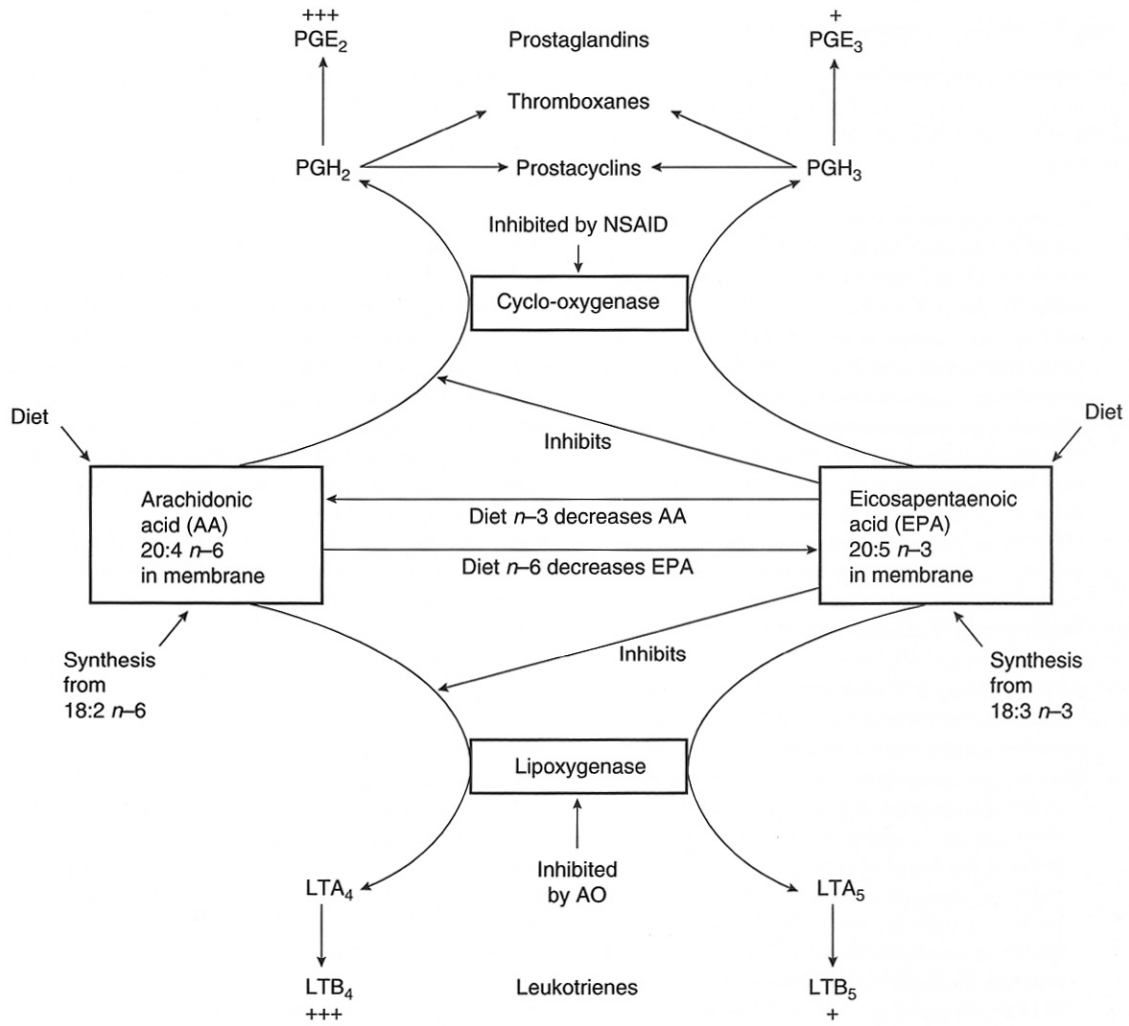 +++
PGE₂
Prostaglandins
+
PGE₃
Thromboxanes
PGH₂
Prostacyclins
PGH₃
Inhibited by NSAID
Cyclo-oxygenase
Diet
Diet
Inhibits
Arachidonic
acid (AA)
20:4 n–6
in membrane
Diet n–3 decreases AA
Diet n–6 decreases EPA
Eicosapentaenoic
acid (EPA)
20:5 n–3
in membrane
Inhibits
Synthesis
from
18:2 n–6
Synthesis
from
18:3 n–3
Lipoxygenase
Inhibited
by AO
LTA₄
LTA₅
LTB₄
+++
Leukotrienes
LTB₅
+